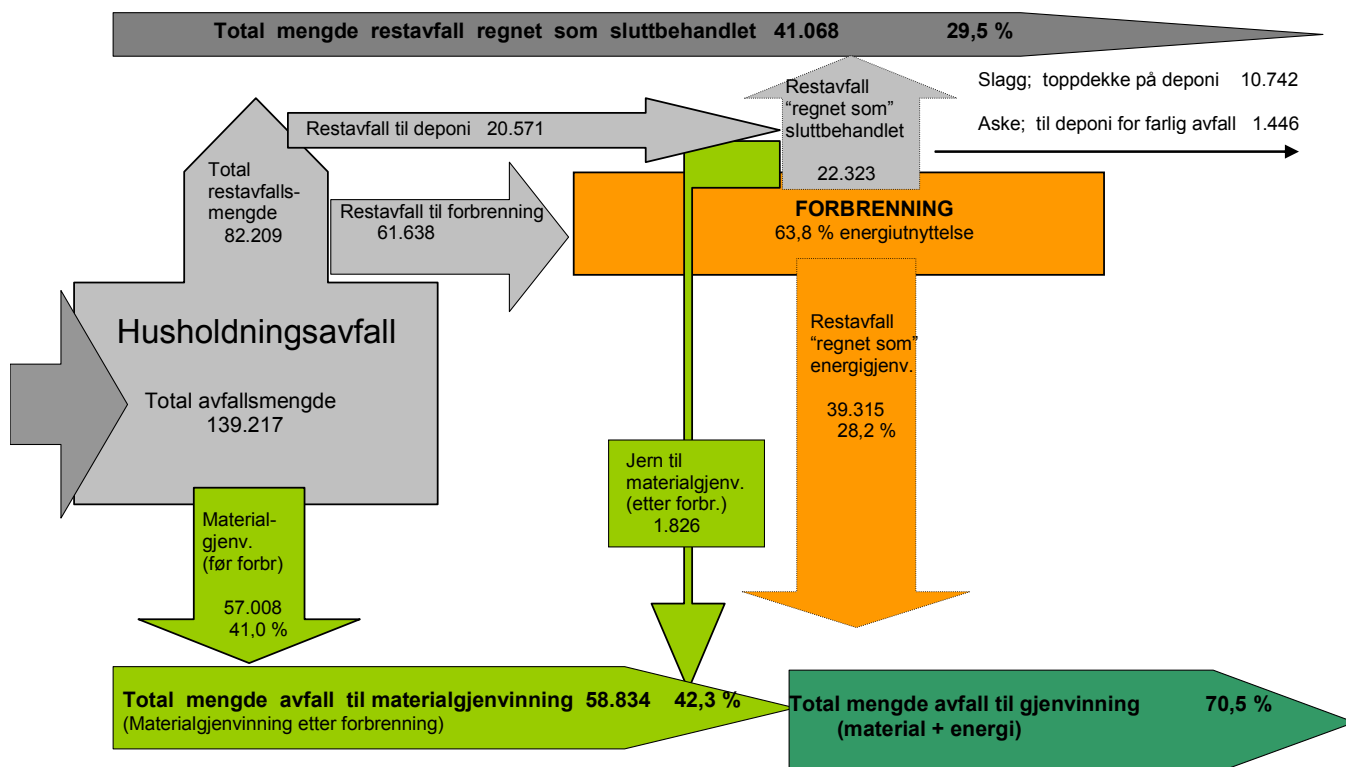 Total mengde restavfall regnet som sluttbehandlet 41.068 29,5 %
Slagg; toppdekke på deponi 10.742
Aske; til deponi for farlig avfall 1.446
Restavfall
“regnet som”
sluttbehandlet
22.323
Restavfall til deponi 20.571
Total
restavfalls-
mengde
82.209
Restavfall til forbrenning
61.638
FORBRENNING
63,8 % energiutnyttelse
Husholdningsavfall
Total avfallsmengde
139.217
Restavfall
“regnet som”
energigjenv.
39.315
28,2 %
Jern til
materialgjenv.
(etter forbr.)
1.826
Material-
gjenv.
(før forbr)
57.008
41,0 %
Total mengde avfall til materialgjenvinning 58.834 42,3 %
(Materialgjenvinning etter forbrenning)
Total mengde avfall til gjenvinning 70,5 %
(material + energi)